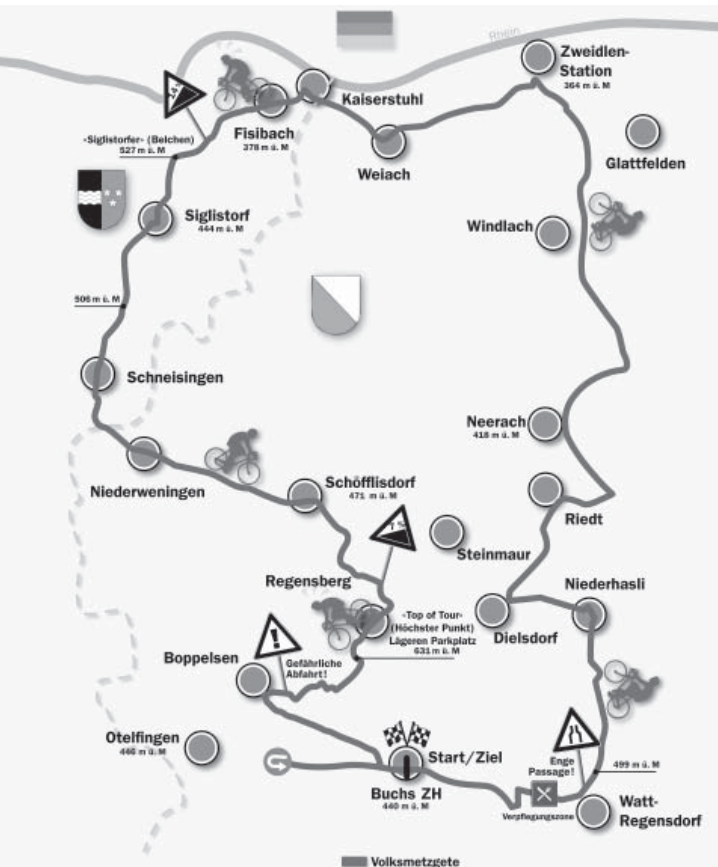 Rhein
Zweidlen-
Station
364 m ü. M
Kaiserstuhl
14 %
Fisibach
378 m ü. M
Weiach
Glattfelden
«Siglistorfer» (Belchen)
527 m ü. M
Siglistorf
444 m ü. M
Windlach
506 m ü. M
Schneisingen
Neerach
418 m ü. M
Niederweningen
Schöfflisdorf
471 m ü. M
Riedt
7 %
Steinmaur
Regensberg
Niederhasli
«Top of Tour»
(Höchster Punkt)
Lägeren Parkplatz
631 m ü. M
Dielsdorf
Boppelsen
!
Gefährliche
Abfahrt!
Otelfingen
446 m ü. M
Start/Ziel
Buchs ZH
440 m ü. M
Enge
Passage!
499 m ü. M
Verpflegungszone
Watt-
Regensdorf
Volksmetzgete